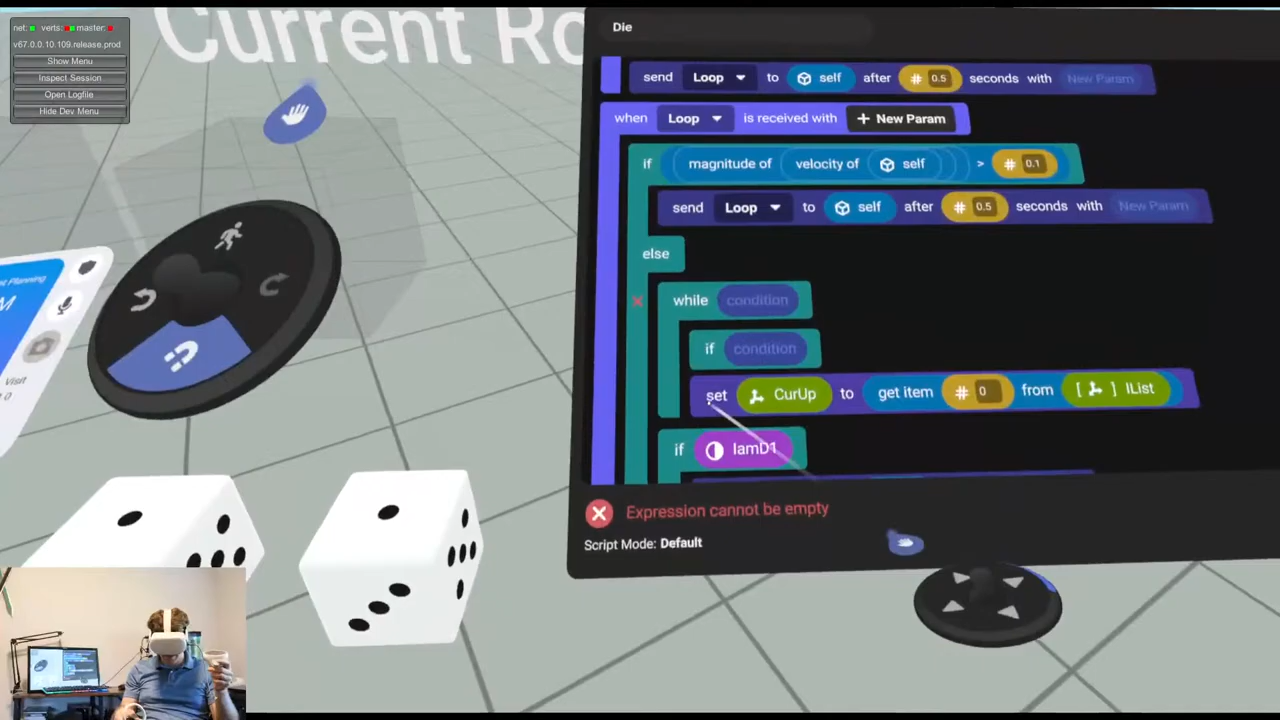 net: verts: master:
v67.0.0.10.109.release.prod
Show Menu
Inspect Session
Open Logfile
Hide Dev Menu
Current Ro
Die
send Loop to self after # 0.5 seconds with New Param
when Loop is received with + New Param
if magnitude of velocity of self > # 0.1
send Loop to self after # 0.5 seconds with New Param
else
while condition
if condition
set CurUp to get item # 0 from [ ] IList
if IamD1
Expression cannot be empty
Script Mode: Default
nt Planning
M
Visit